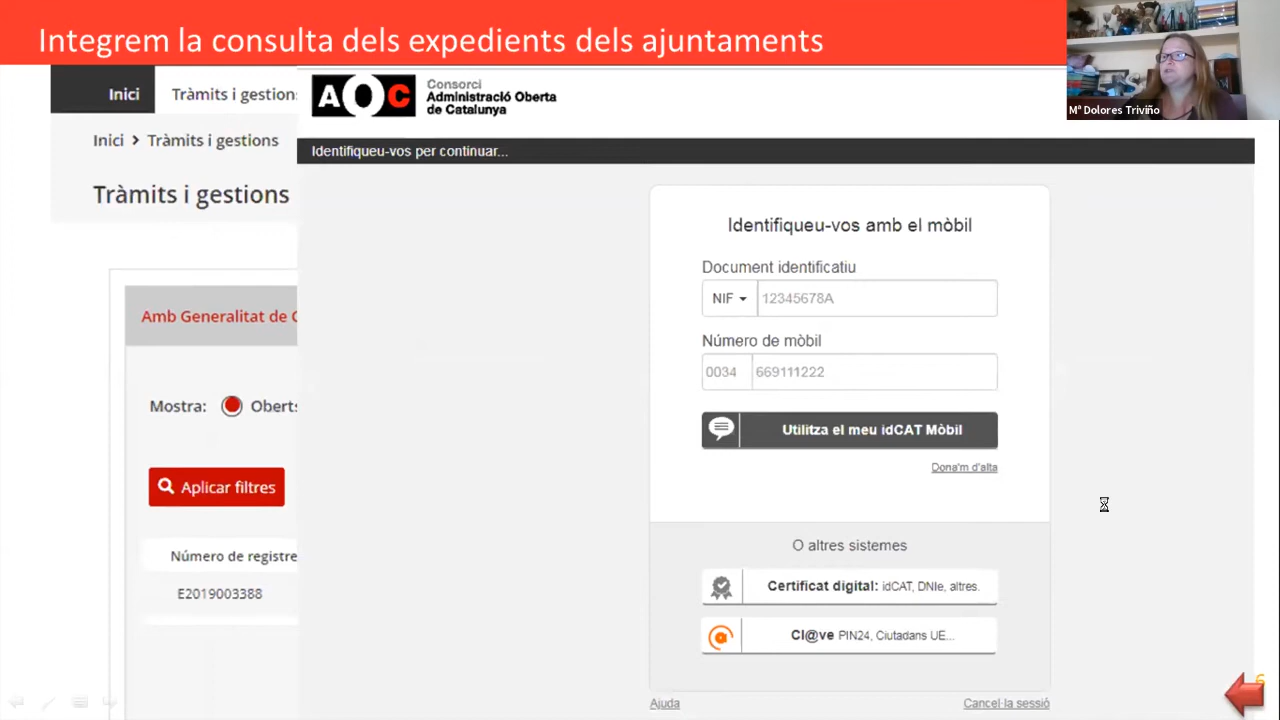 Integrem la consulta dels expedients dels ajuntaments
Mª Dolores Triviño
Inici
Tràmits i gestion
Inici > Tràmits i gestions
Tràmits i gestions
Amb Generalitat de
Mostra:
Oberts
Aplicar filtres
Número de registre
E2019003388
AOC
Consorci
Administració Oberta
de Catalunya
Identifiqueu-vos per continuar...
Identifiqueu-vos amb el mòbil
Document identificatiu
NIF
12345678A
Número de mòbil
0034
669111222
Utilitza el meu idCAT Mòbil
Dona'm d'alta
O altres sistemes
Certificat digital: idCAT, DNIe, altres.
Cl@ve PIN24, Ciutadans UE...
Ajuda
Cancel·la sessió